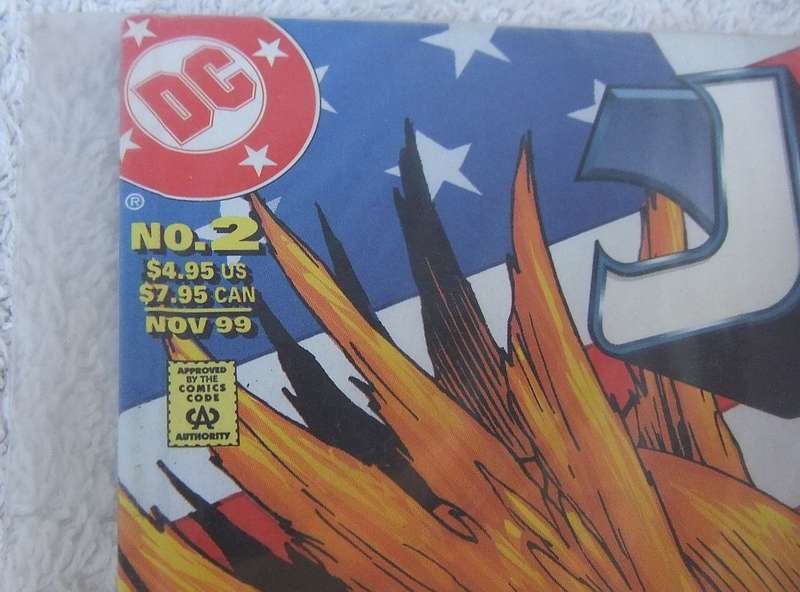 DC
®
J
NO.2
$4.95 US
$7.95 CAN
NOV 99
APPROVED
BY THE
COMICS
CODE
CA
AUTHORITY